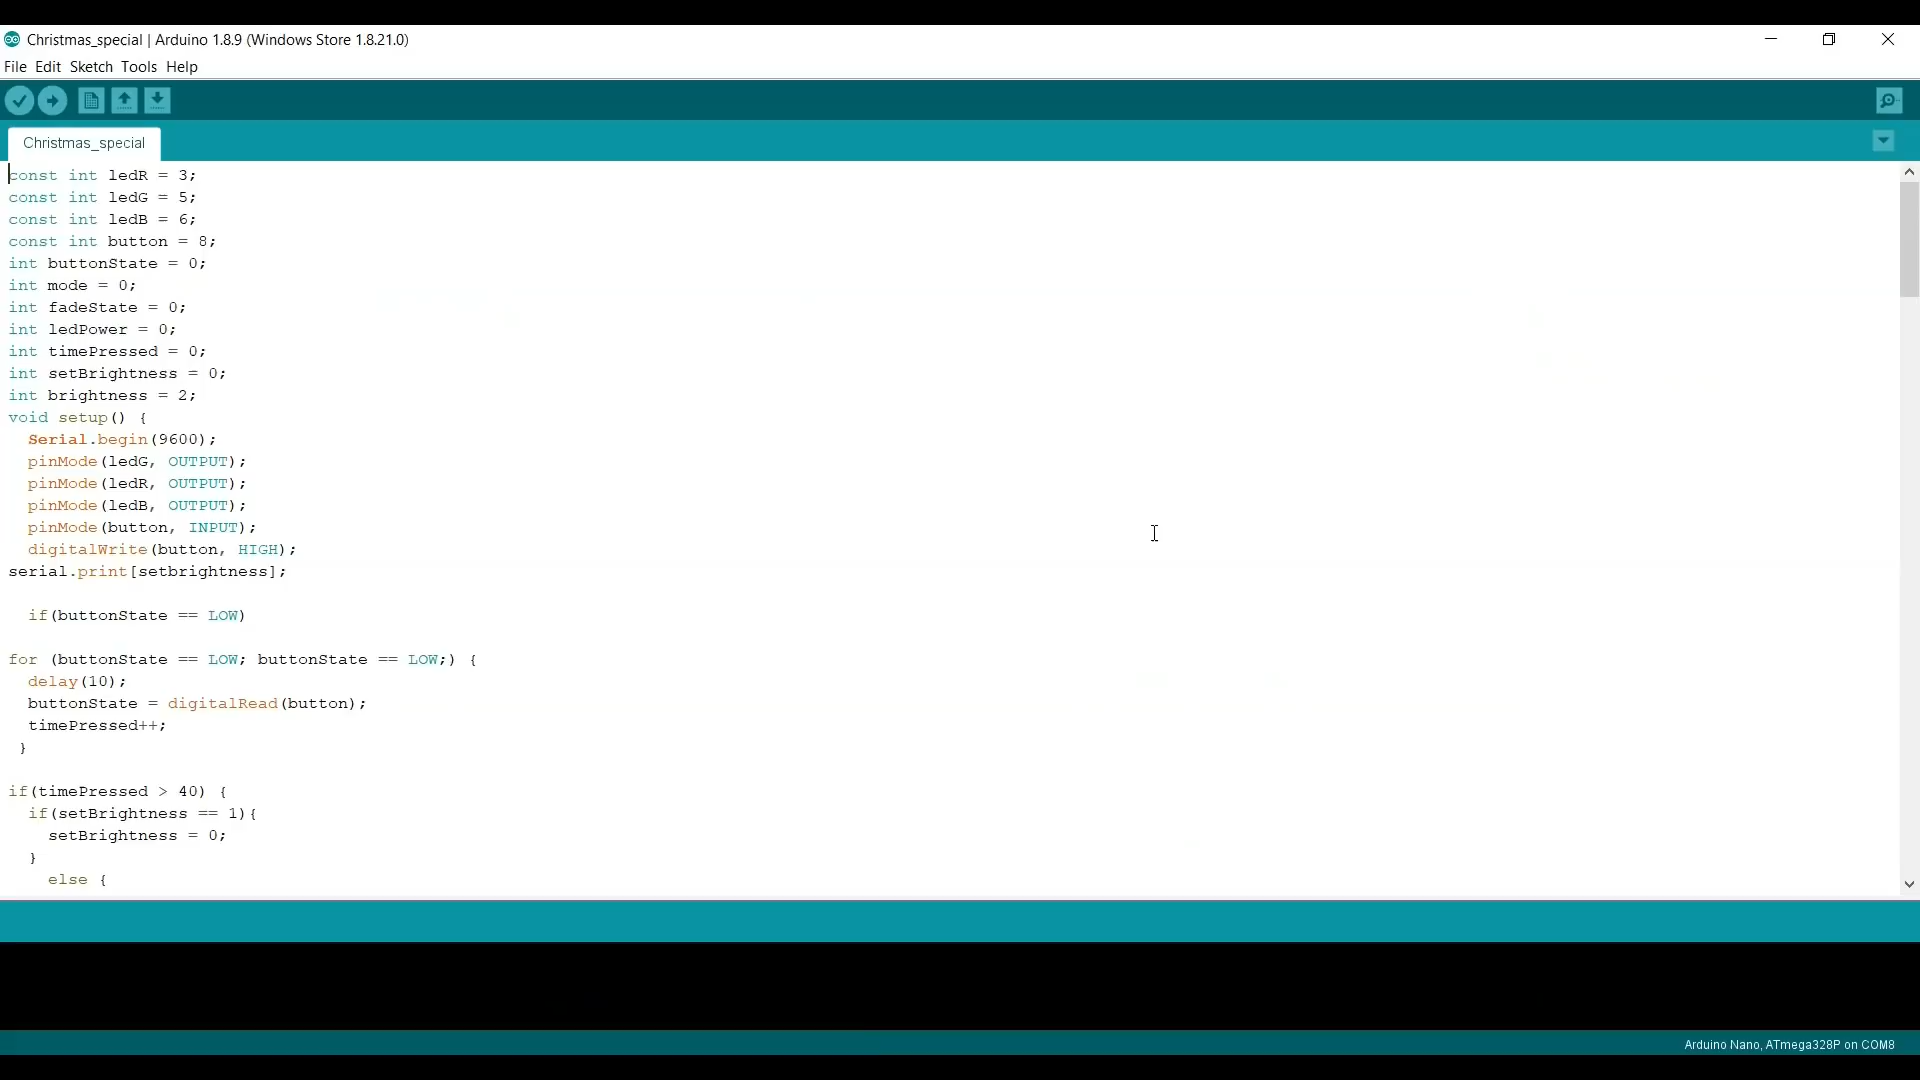 Christmas_special | Arduino 1.8.9 (Windows Store 1.8.21.0)
File Edit Sketch Tools Help
Christmas_special
const int ledR = 3;
const int ledG = 5;
const int ledB = 6;
const int button = 8;
int buttonState = 0;
int mode = 0;
int fadeState = 0;
int ledPower = 0;
int timePressed = 0;
int setBrightness = 0;
int brightness = 2;
void setup() {
  Serial.begin(9600);
  pinMode(ledG, OUTPUT);
  pinMode(ledR, OUTPUT);
  pinMode(ledB, OUTPUT);
  pinMode(button, INPUT);
  digitalWrite(button, HIGH);
serial.print[setbrightness];
  if(buttonState == LOW)
for (buttonState == LOW; buttonState == LOW;) {
  delay(10);
  buttonState = digitalRead(button);
  timePressed++;
 }
if(timePressed > 40) {
  if(setBrightness == 1){
    setBrightness = 0;
  }
    else {
Arduino Nano, ATmega328P on COM8